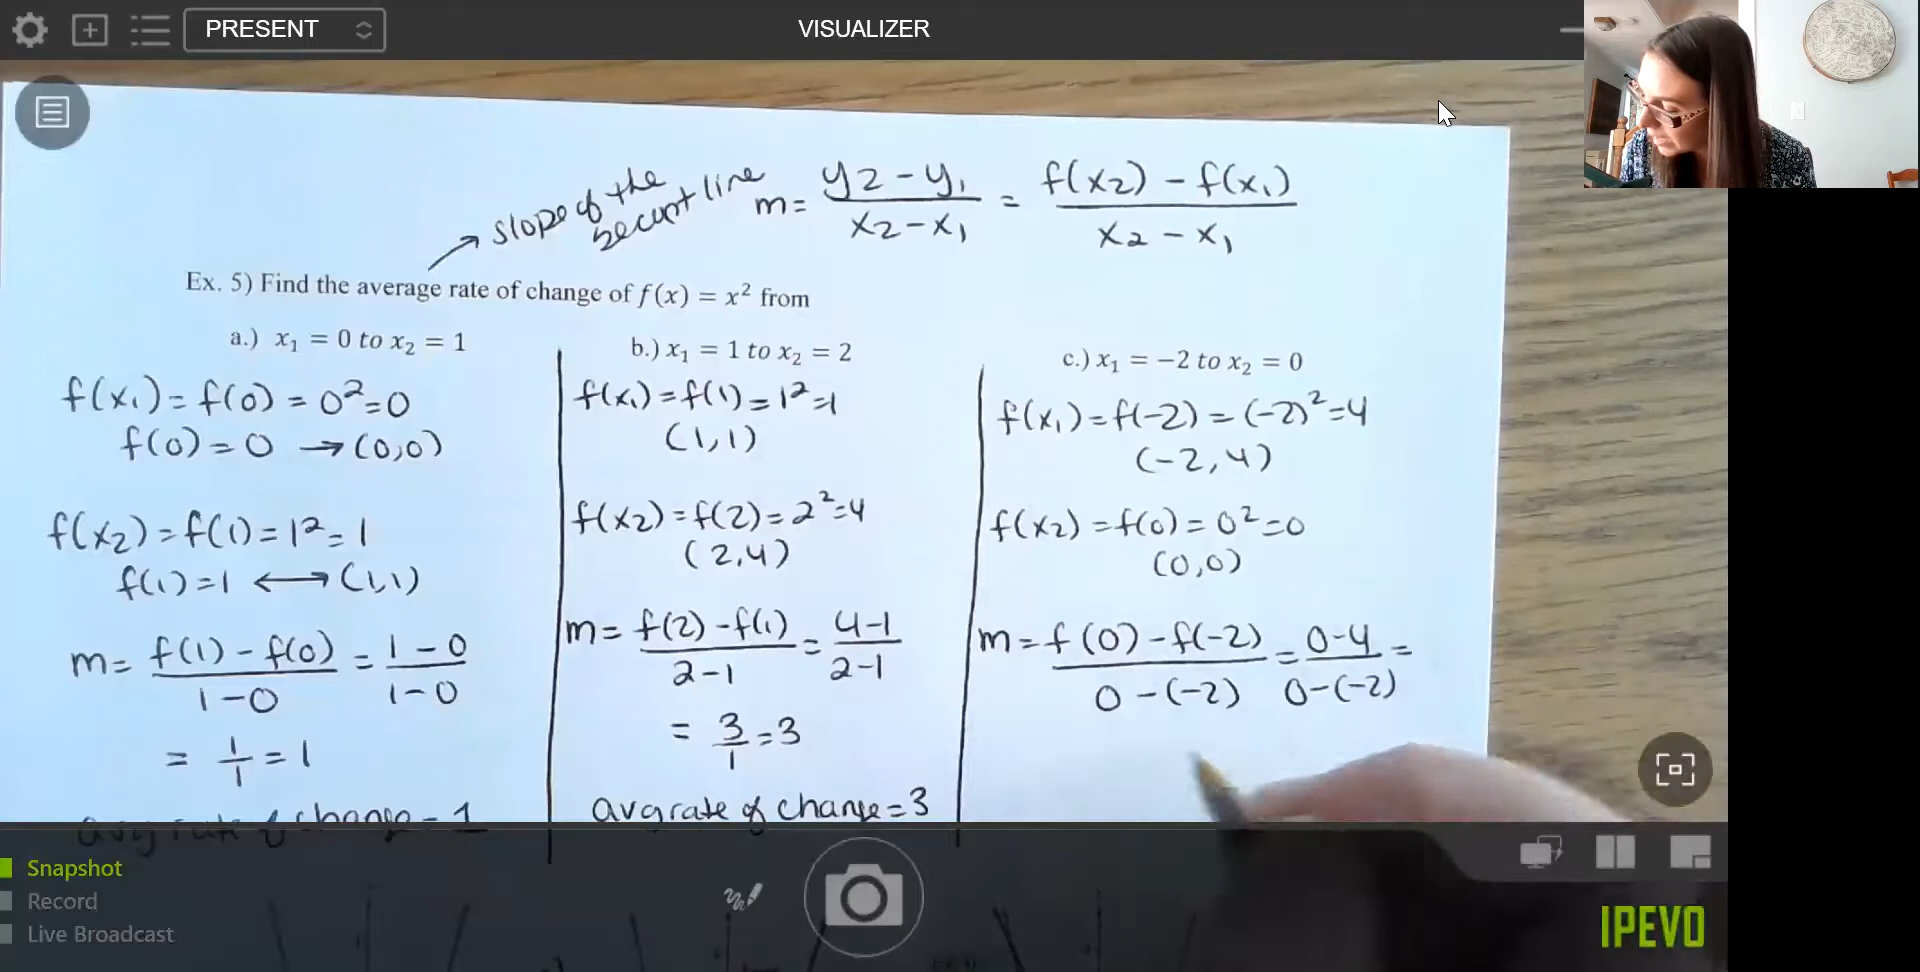 PRESENT
VISUALIZER
slope of the
secant line
m = y2 - y₁ / x2 - x₁ = f(x2) - f(x₁) / x2 - x₁
Ex. 5) Find the average rate of change of f(x) = x² from
a.) x₁ = 0 to x₂ = 1
f(x₁) = f(0) = 0² = 0
f(0) = 0 → (0,0)
f(x2) = f(1) = 1² = 1
f(1) = 1 ⟷ (1,1)
m = f(1) - f(0) / 1 - 0 = 1 - 0 / 1 - 0
= 1/1 = 1
avg rate of change = 1
b.) x₁ = 1 to x₂ = 2
f(x₁) = f(1) = 1² = 1
(1,1)
f(x2) = f(2) = 2² = 4
(2,4)
m = f(2) - f(1) / 2 - 1 = 4 - 1 / 2 - 1
= 3/1 = 3
avg rate of change = 3
c.) x₁ = −2 to x₂ = 0
f(x₁) = f(-2) = (-2)² = 4
(-2,4)
f(x2) = f(0) = 0² = 0
(0,0)
m = f(0) - f(-2) / 0 - (-2) = 0 - 4 / 0 - (-2) =
Snapshot
Record
Live Broadcast
IPEVO